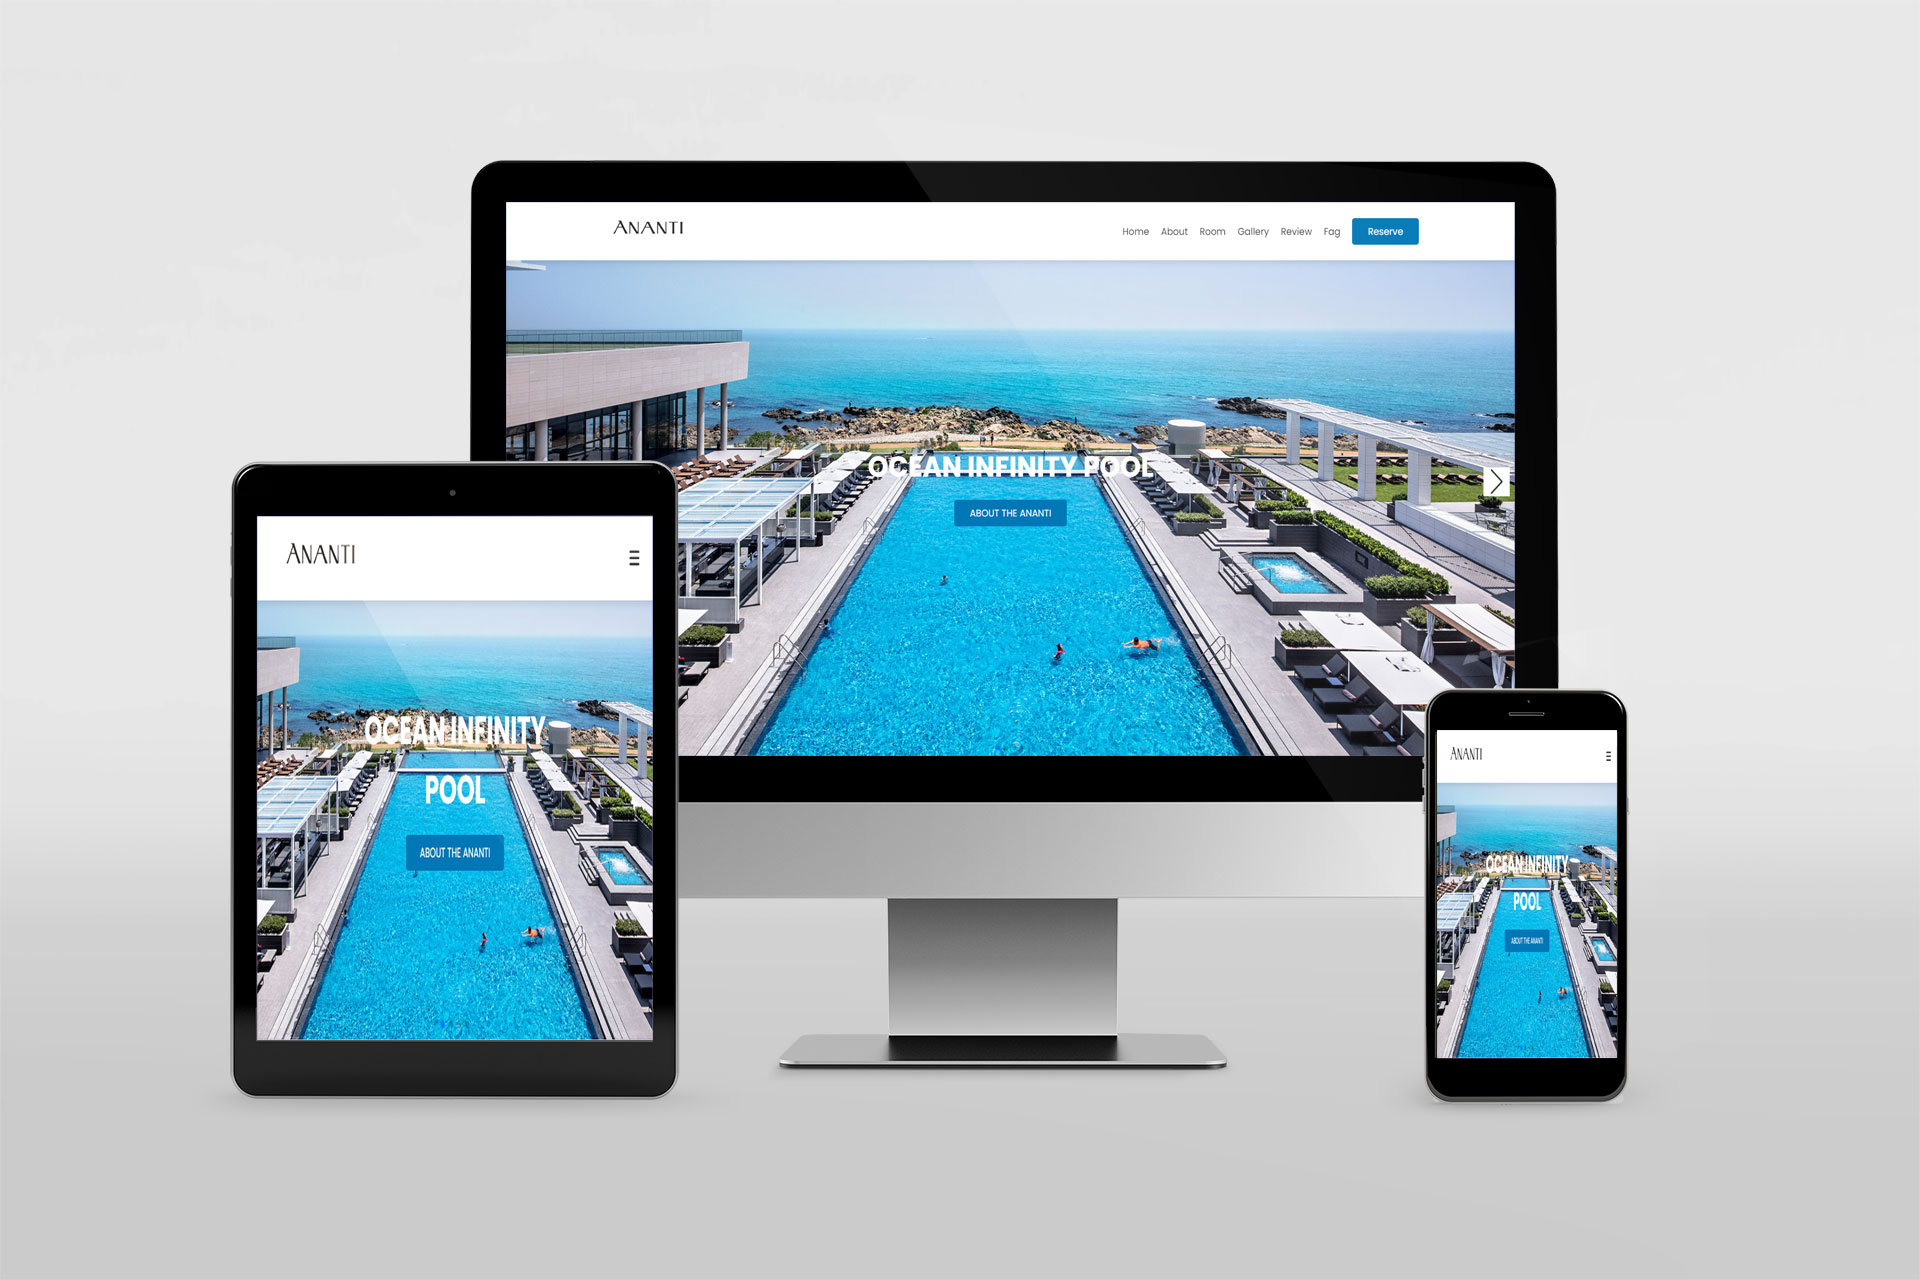 ANANTI
Home About Room Gallery Review Fag Reserve
OCEAN INFINITY POOL
ABOUT THE ANANTI
ANANTI
OCEAN INFINITY
POOL
ABOUT THE ANANTI
ANANTI
OCEAN INFINITY
POOL
ABOUT THE ANANTI